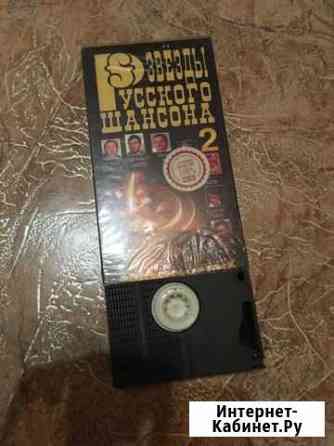 ЗВЁЗДЫ
РУССКОГО
ШАНСОНА
2
Интернет-
Кабинет.Ру